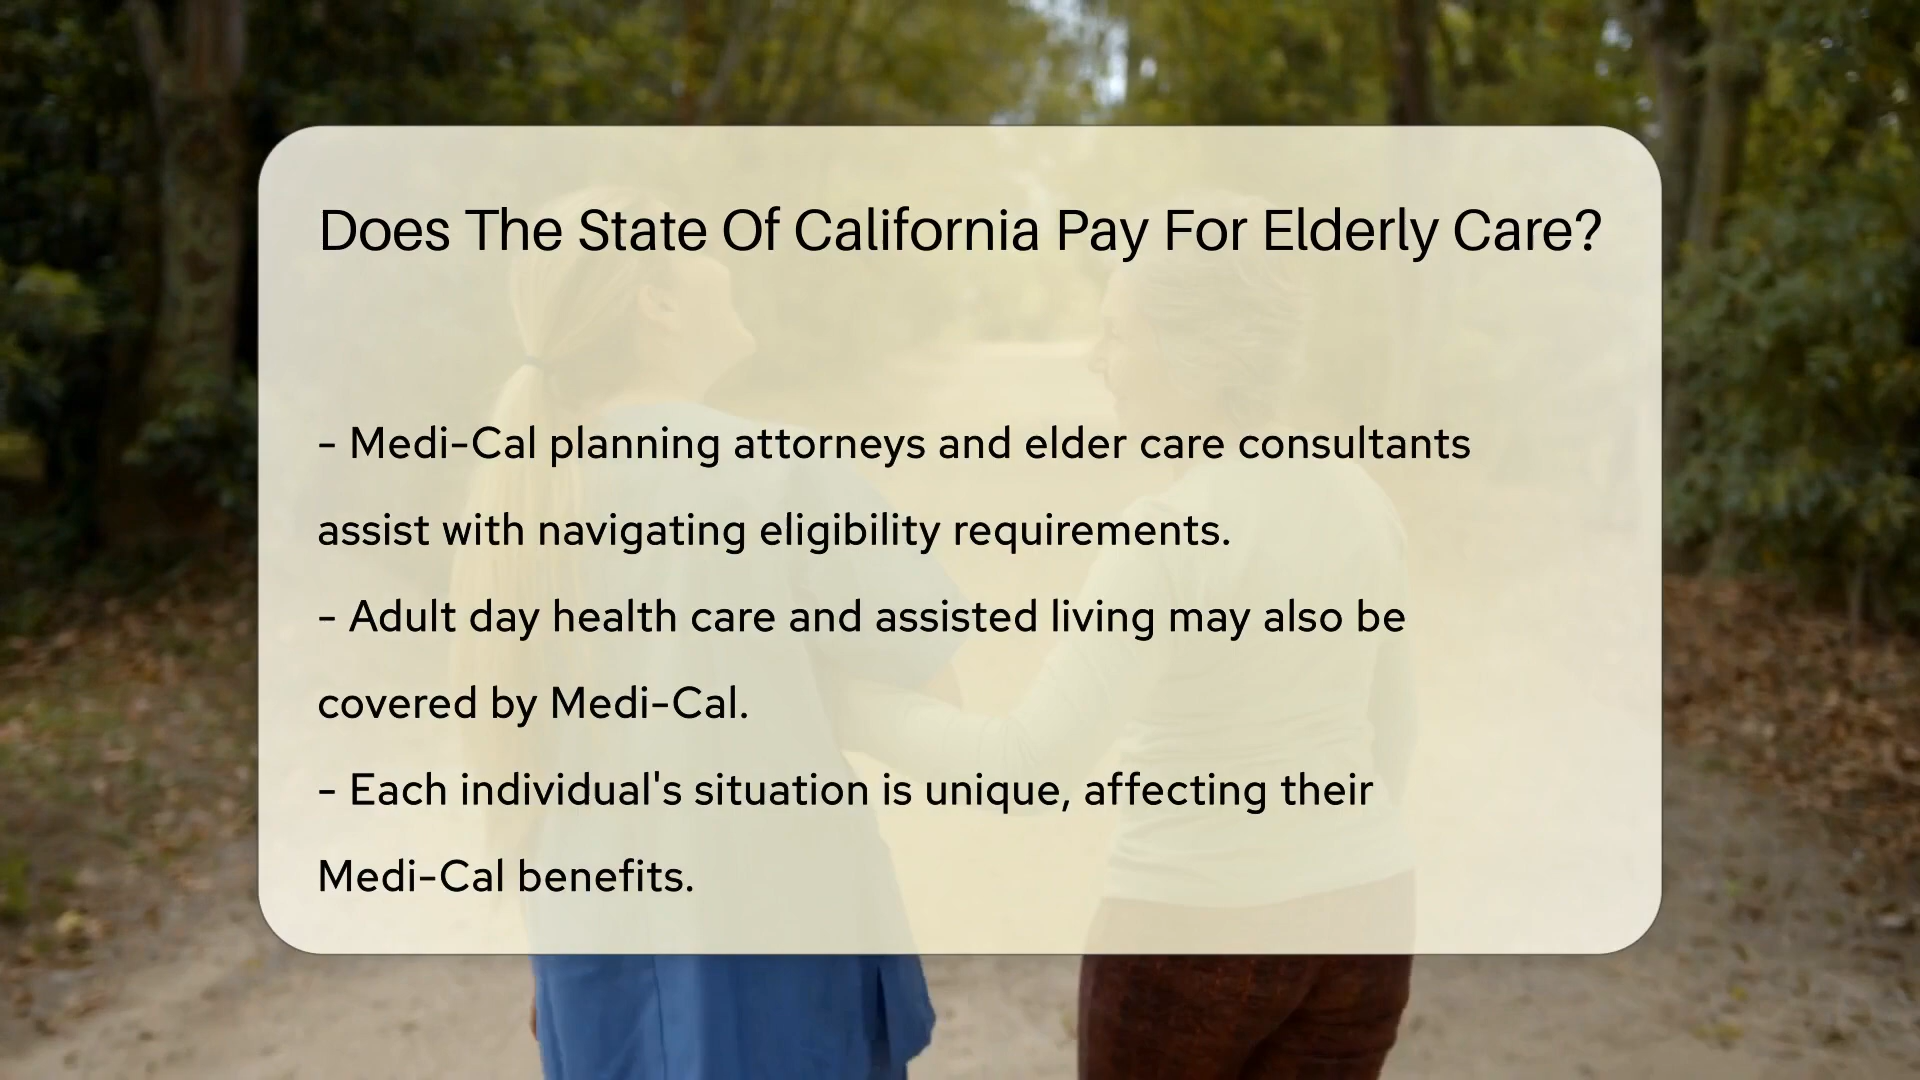 Does The State Of California Pay For Elderly Care?
- Medi-Cal planning attorneys and elder care consultants
assist with navigating eligibility requirements.
- Adult day health care and assisted living may also be
covered by Medi-Cal.
- Each individual's situation is unique, affecting their
Medi-Cal benefits.